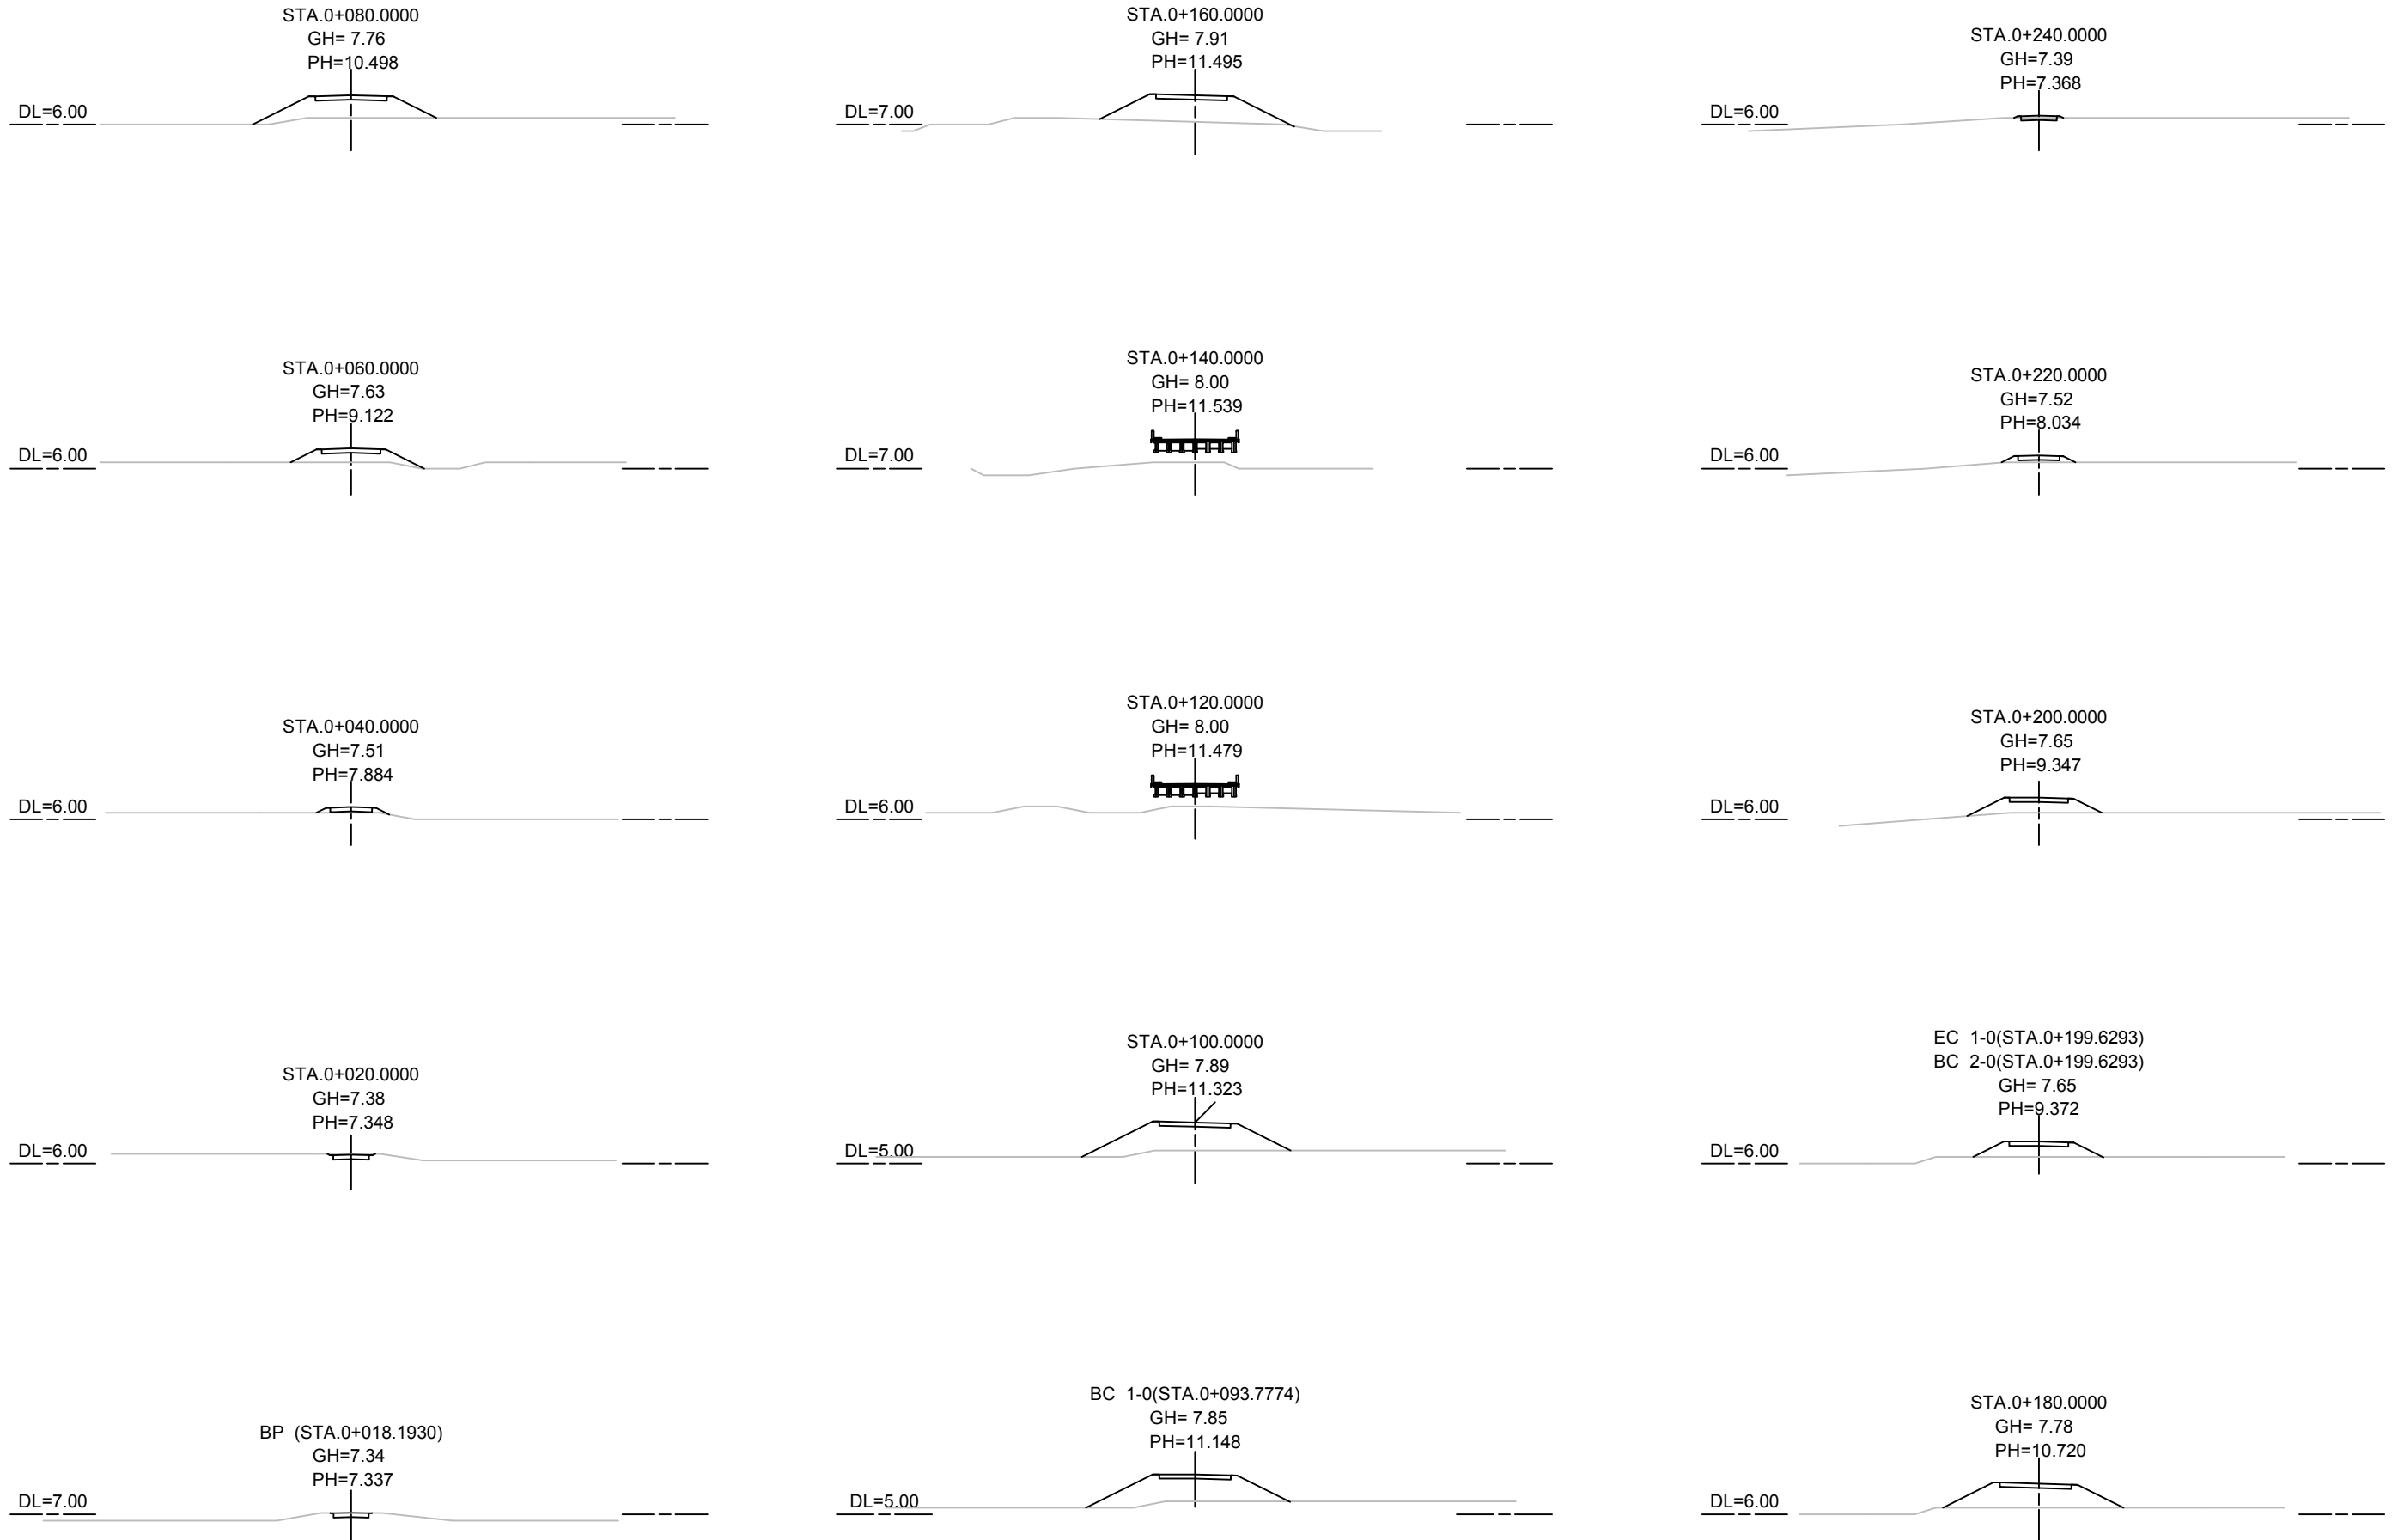 STA.0+080.0000
GH= 7.76
PH=10.498
DL=6.00
STA.0+160.0000
GH= 7.91
PH=11.495
DL=7.00
STA.0+240.0000
GH=7.39
PH=7.368
DL=6.00
STA.0+060.0000
GH=7.63
PH=9.122
DL=6.00
STA.0+140.0000
GH= 8.00
PH=11.539
DL=7.00
STA.0+220.0000
GH=7.52
PH=8.034
DL=6.00
STA.0+040.0000
GH=7.51
PH=7.884
DL=6.00
STA.0+120.0000
GH= 8.00
PH=11.479
DL=6.00
STA.0+200.0000
GH=7.65
PH=9.347
DL=6.00
STA.0+020.0000
GH=7.38
PH=7.348
DL=6.00
STA.0+100.0000
GH= 7.89
PH=11.323
DL=5.00
EC 1-0(STA.0+199.6293)
BC 2-0(STA.0+199.6293)
GH= 7.65
PH=9.372
DL=6.00
BP (STA.0+018.1930)
GH=7.34
PH=7.337
DL=7.00
BC 1-0(STA.0+093.7774)
GH= 7.85
PH=11.148
DL=5.00
STA.0+180.0000
GH= 7.78
PH=10.720
DL=6.00